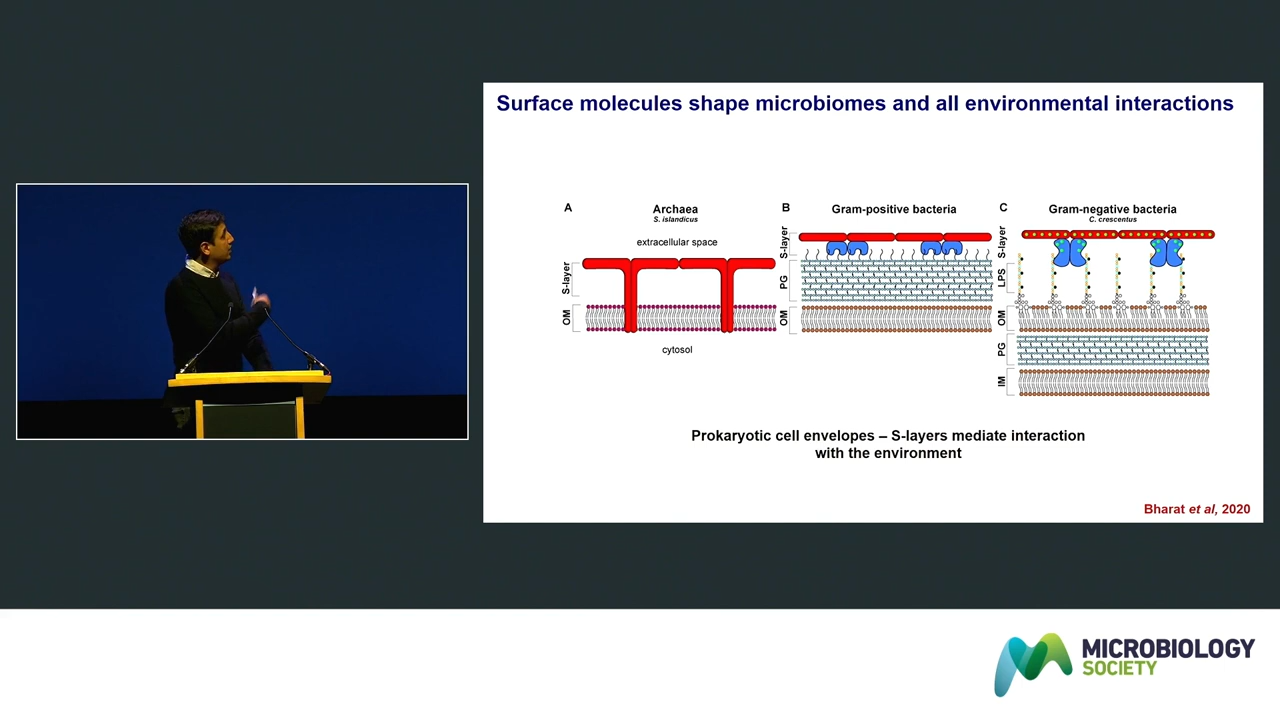 Surface molecules shape microbiomes and all environmental interactions
A
Archaea
S. islandicus
extracellular space
S-layer
OM
cytosol
B
Gram-positive bacteria
S-layer
PG
OM
C
Gram-negative bacteria
C. crescentus
S-layer
LPS
OM
PG
IM
Prokaryotic cell envelopes – S-layers mediate interaction
with the environment
Bharat et al, 2020
MICROBIOLOGY
SOCIETY